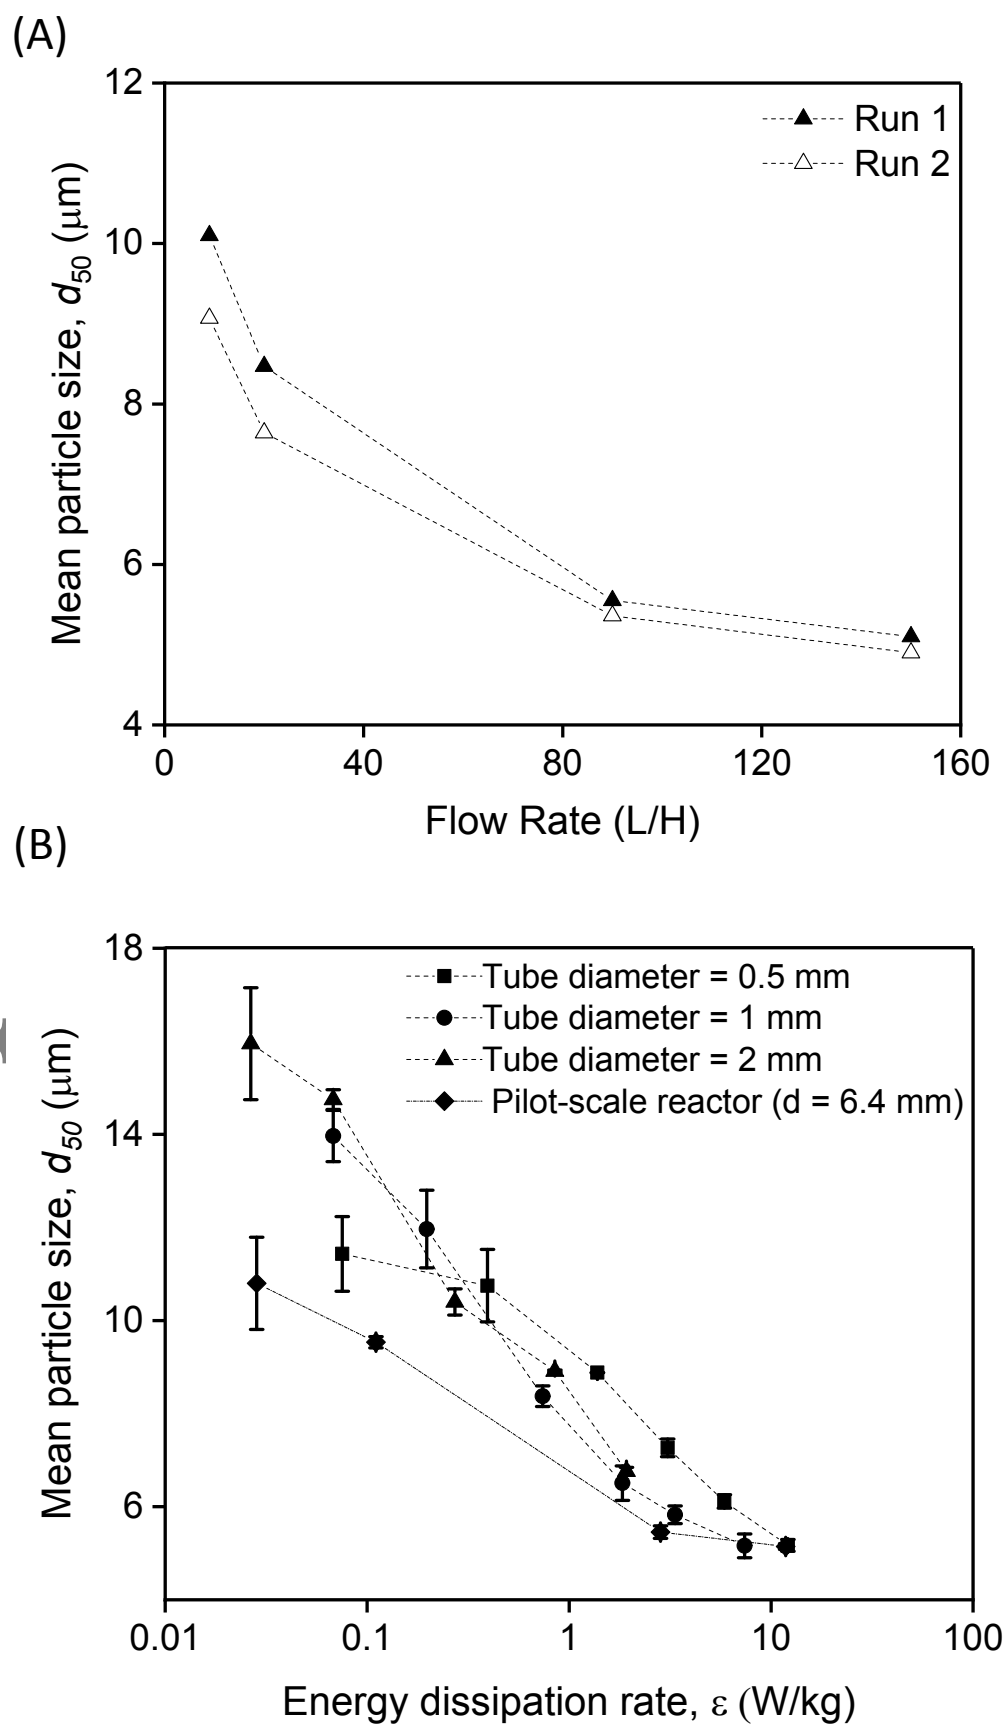 (A)
12
10
8
6
4
Mean particle size, d50 (μm)
Run 1
Run 2
0 40 80 120 160
Flow Rate (L/H)
(B)
18
14
10
6
Mean particle size, d50 (μm)
Tube diameter = 0.5 mm
Tube diameter = 1 mm
Tube diameter = 2 mm
Pilot-scale reactor (d = 6.4 mm)
0.01 0.1 1 10 100
Energy dissipation rate, ε (W/kg)